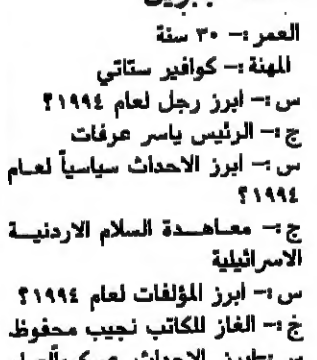 العمر :– ٣٠ سنة
المهنة :– كوافير ستاتي
س :– ابرز رجل لعام ١٩٩٤؟
ج :– الرئيس ياسر عرفات
س :– ابرز الاحداث سياسياً لعام
١٩٩٤؟
ج :– معاهدة السلام الاردنية
الاسرائيلية
س :– ابرز المؤلفات لعام ١٩٩٤؟
خ :– الغاز للكاتب نجيب محفوظ